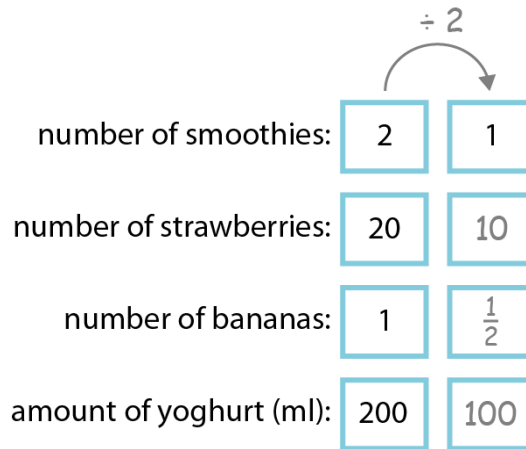 ÷ 2
number of smoothies: 2 1
number of strawberries: 20 10
number of bananas: 1 1/2
amount of yoghurt (ml): 200 100